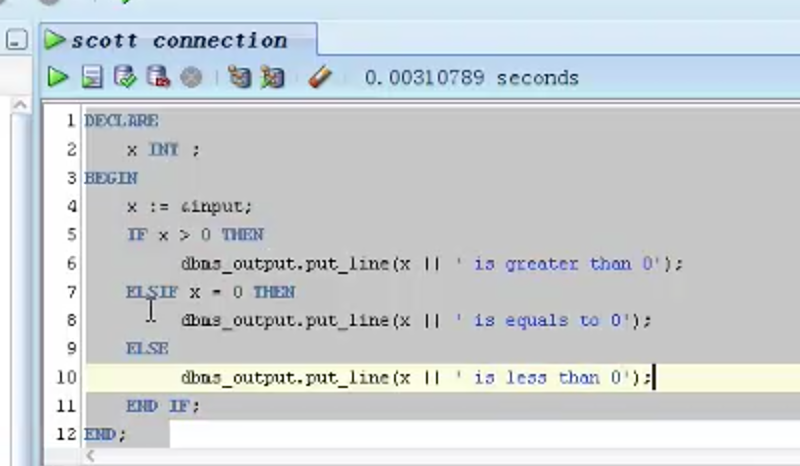 scott connection
0.00310789 seconds
1 DECLARE
2 x INT ;
3 BEGIN
4 x := &input;
5 IF x > 0 THEN
6 dbms_output.put_line(x || ' is greater than 0');
7 ELSIF x = 0 THEN
8 dbms_output.put_line(x || ' is equals to 0');
9 ELSE
10 dbms_output.put_line(x || ' is less than 0');
11 END IF;
12 END;